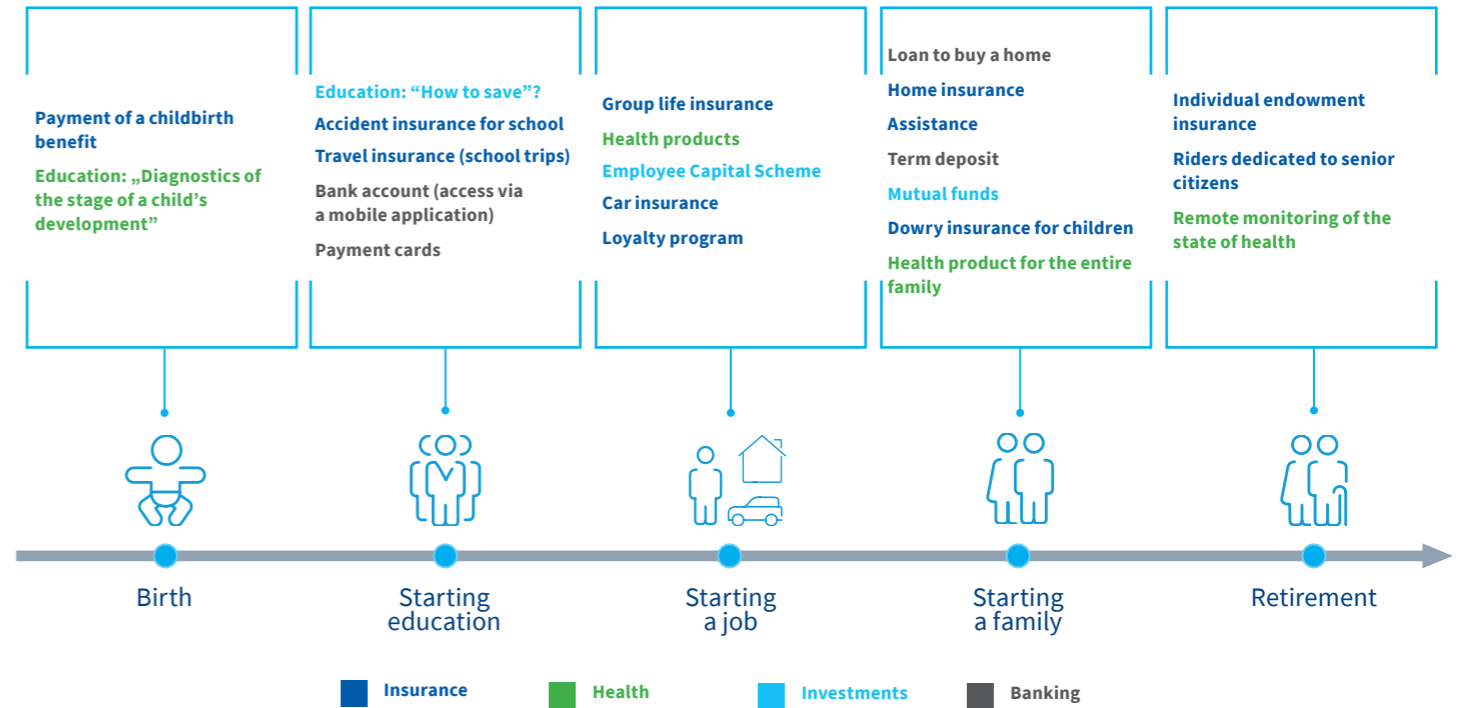 Payment of a childbirth
benefit
Education: „Diagnostics of
the stage of a child’s
development”
Education: “How to save”?
Accident insurance for school
Travel insurance (school trips)
Bank account (access via
a mobile application)
Payment cards
Group life insurance
Health products
Employee Capital Scheme
Car insurance
Loyalty program
Loan to buy a home
Home insurance
Assistance
Term deposit
Mutual funds
Dowry insurance for children
Health product for the entire
family
Individual endowment
insurance
Riders dedicated to senior
citizens
Remote monitoring of the
state of health
Birth
Starting
education
Starting
a job
Starting
a family
Retirement
Insurance
Health
Investments
Banking